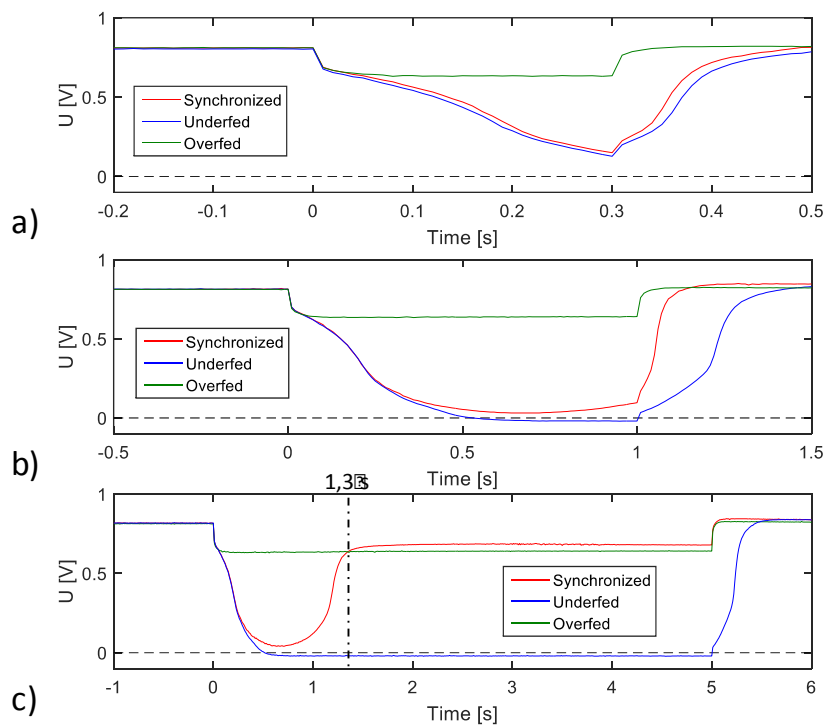 1
0.5
0
U [V]
Synchronized
Underfed
Overfed
-0.2 -0.1 0 0.1 0.2 0.3 0.4 0.5
Time [s]
a)
1
0.5
0
U [V]
Synchronized
Underfed
Overfed
-0.5 0 0.5 1 1.5
Time [s]
b)
1,3 s
1
0.5
0
U [V]
Synchronized
Underfed
Overfed
-1 0 1 2 3 4 5 6
Time [s]
c)